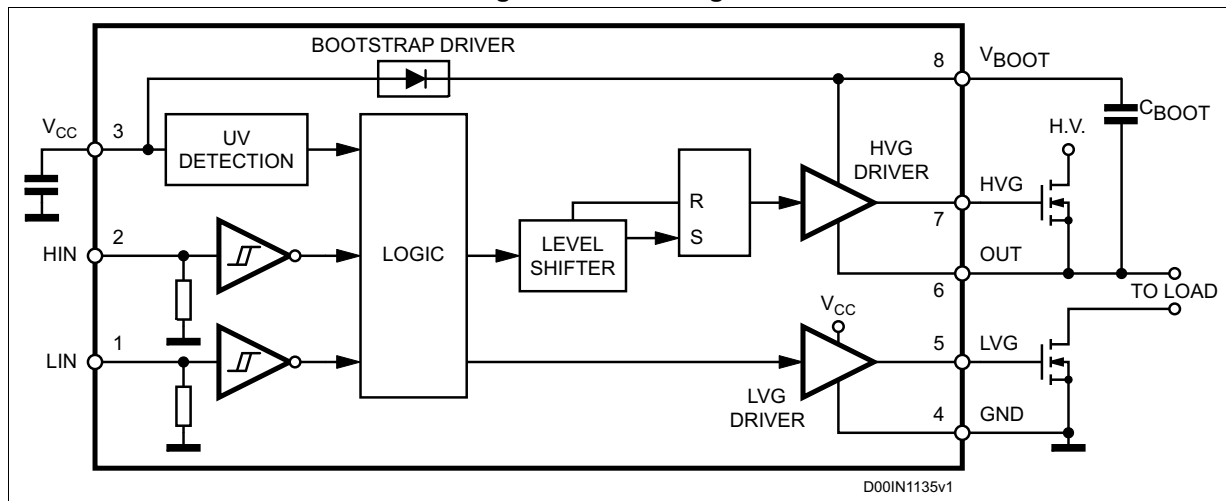 BOOTSTRAP DRIVER
8
VBOOT
VCC
3
UV
DETECTION
CBOOT
H.V.
HVG
DRIVER
HVG
7
HIN
2
LOGIC
LEVEL
SHIFTER
R
S
OUT
6
TO LOAD
VCC
LIN
1
5
LVG
LVG
DRIVER
4
GND
D00IN1135v1